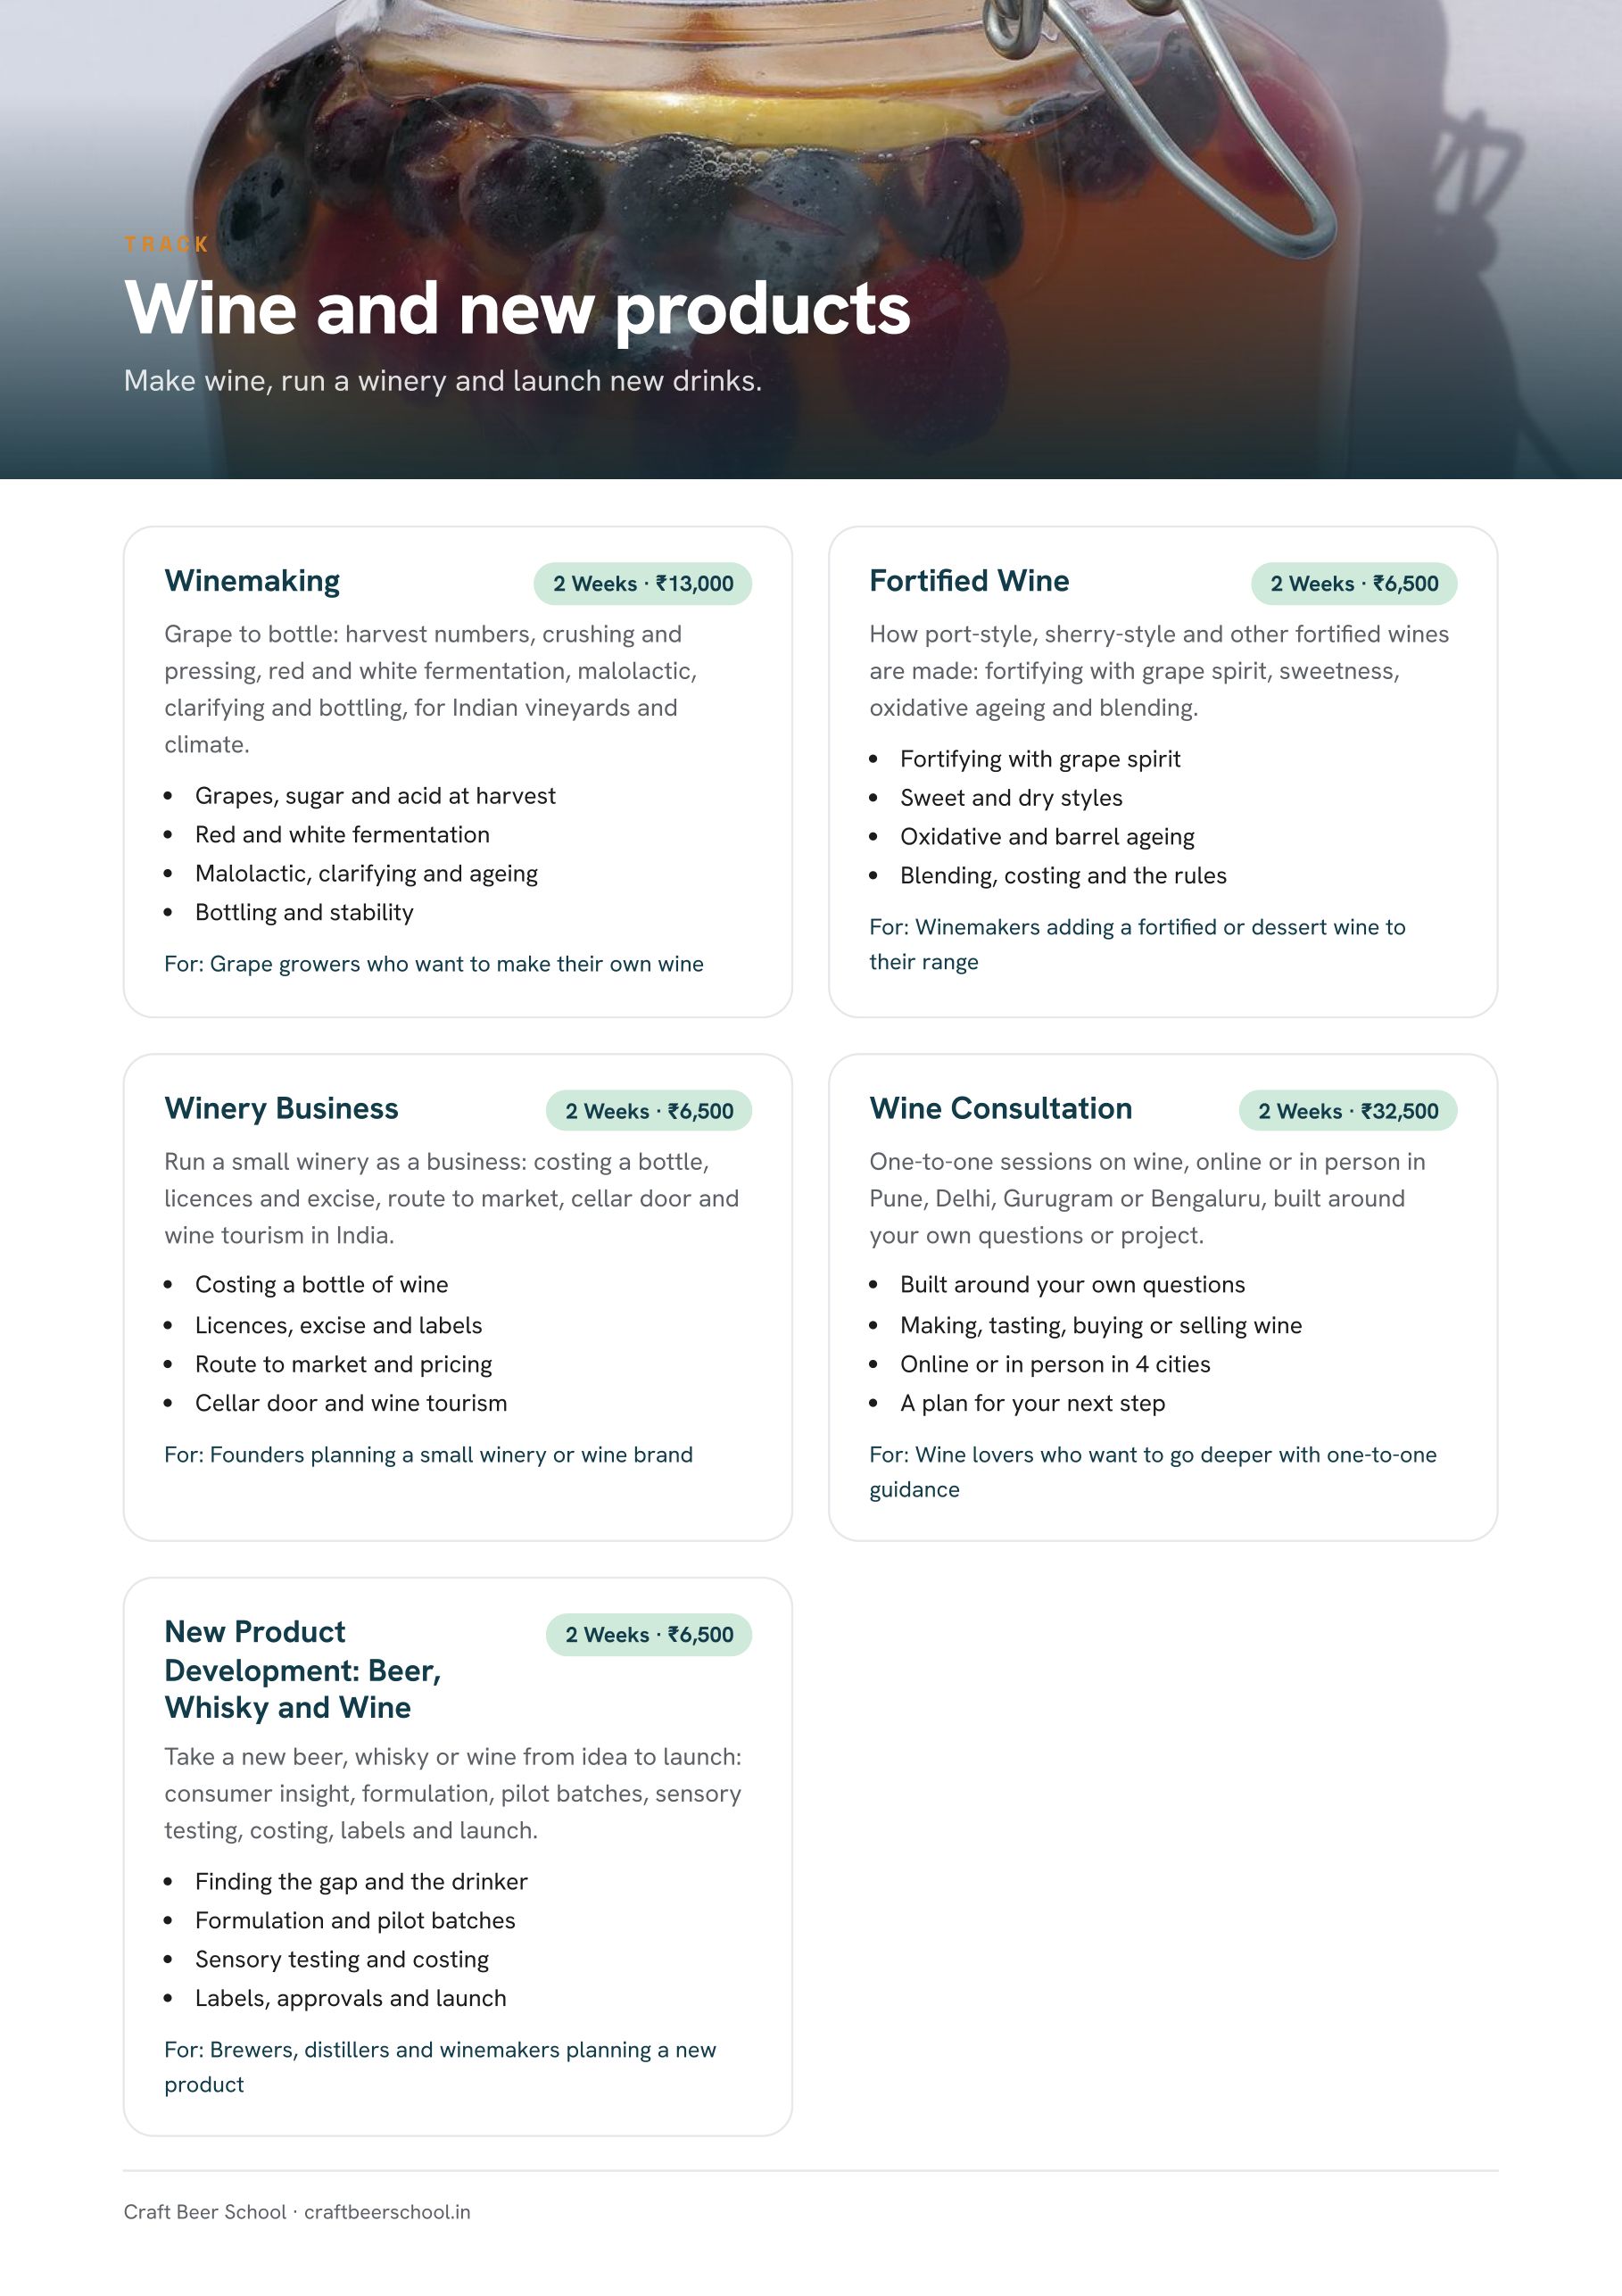 TRACK
Wine and new products
Make wine, run a winery and launch new drinks.
Winemaking
2 Weeks · ₹13,000
Grape to bottle: harvest numbers, crushing and
pressing, red and white fermentation, malolactic,
clarifying and bottling, for Indian vineyards and
climate.
• Grapes, sugar and acid at harvest
• Red and white fermentation
• Malolactic, clarifying and ageing
• Bottling and stability
For: Grape growers who want to make their own wine
Fortified Wine
2 Weeks · ₹6,500
How port-style, sherry-style and other fortified wines
are made: fortifying with grape spirit, sweetness,
oxidative ageing and blending.
• Fortifying with grape spirit
• Sweet and dry styles
• Oxidative and barrel ageing
• Blending, costing and the rules
For: Winemakers adding a fortified or dessert wine to
their range
Winery Business
2 Weeks · ₹6,500
Run a small winery as a business: costing a bottle,
licences and excise, route to market, cellar door and
wine tourism in India.
• Costing a bottle of wine
• Licences, excise and labels
• Route to market and pricing
• Cellar door and wine tourism
For: Founders planning a small winery or wine brand
Wine Consultation
2 Weeks · ₹32,500
One-to-one sessions on wine, online or in person in
Pune, Delhi, Gurugram or Bengaluru, built around
your own questions or project.
• Built around your own questions
• Making, tasting, buying or selling wine
• Online or in person in 4 cities
• A plan for your next step
For: Wine lovers who want to go deeper with one-to-one
guidance
New Product
Development: Beer,
Whisky and Wine
2 Weeks · ₹6,500
Take a new beer, whisky or wine from idea to launch:
consumer insight, formulation, pilot batches, sensory
testing, costing, labels and launch.
• Finding the gap and the drinker
• Formulation and pilot batches
• Sensory testing and costing
• Labels, approvals and launch
For: Brewers, distillers and winemakers planning a new
product
Craft Beer School · craftbeerschool.in